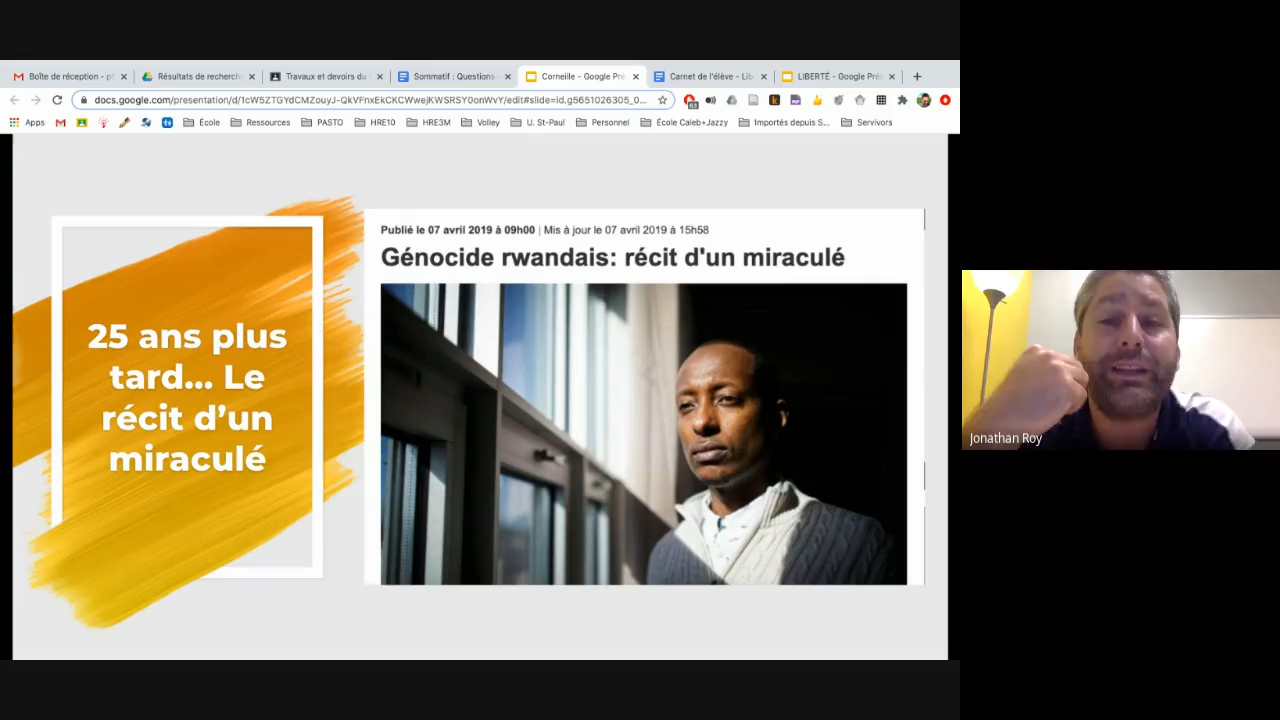 Boîte de réception - p
Résultats de recherch
Travaux et devoirs du
Sommatif : Questions
Corneille - Google Pré
Carnet de l'élève - Lib
LIBERTÉ - Google Prés
docs.google.com/presentation/d/1cW5ZTGYdCMZouyJ-QkVFnxEkCKCWwejKWSRSY0onWvY/edit#slide=id.g5651026305_0...
Apps
École
Ressources
PASTO
HRE10
HRE3M
Volley
U. St-Paul
Personnel
École Caleb+Jazzy
Importés depuis S...
Servivors
25 ans plus
tard... Le
récit d’un
miraculé
Publié le 07 avril 2019 à 09h00 | Mis à jour le 07 avril 2019 à 15h58
Génocide rwandais: récit d'un miraculé
Jonathan Roy